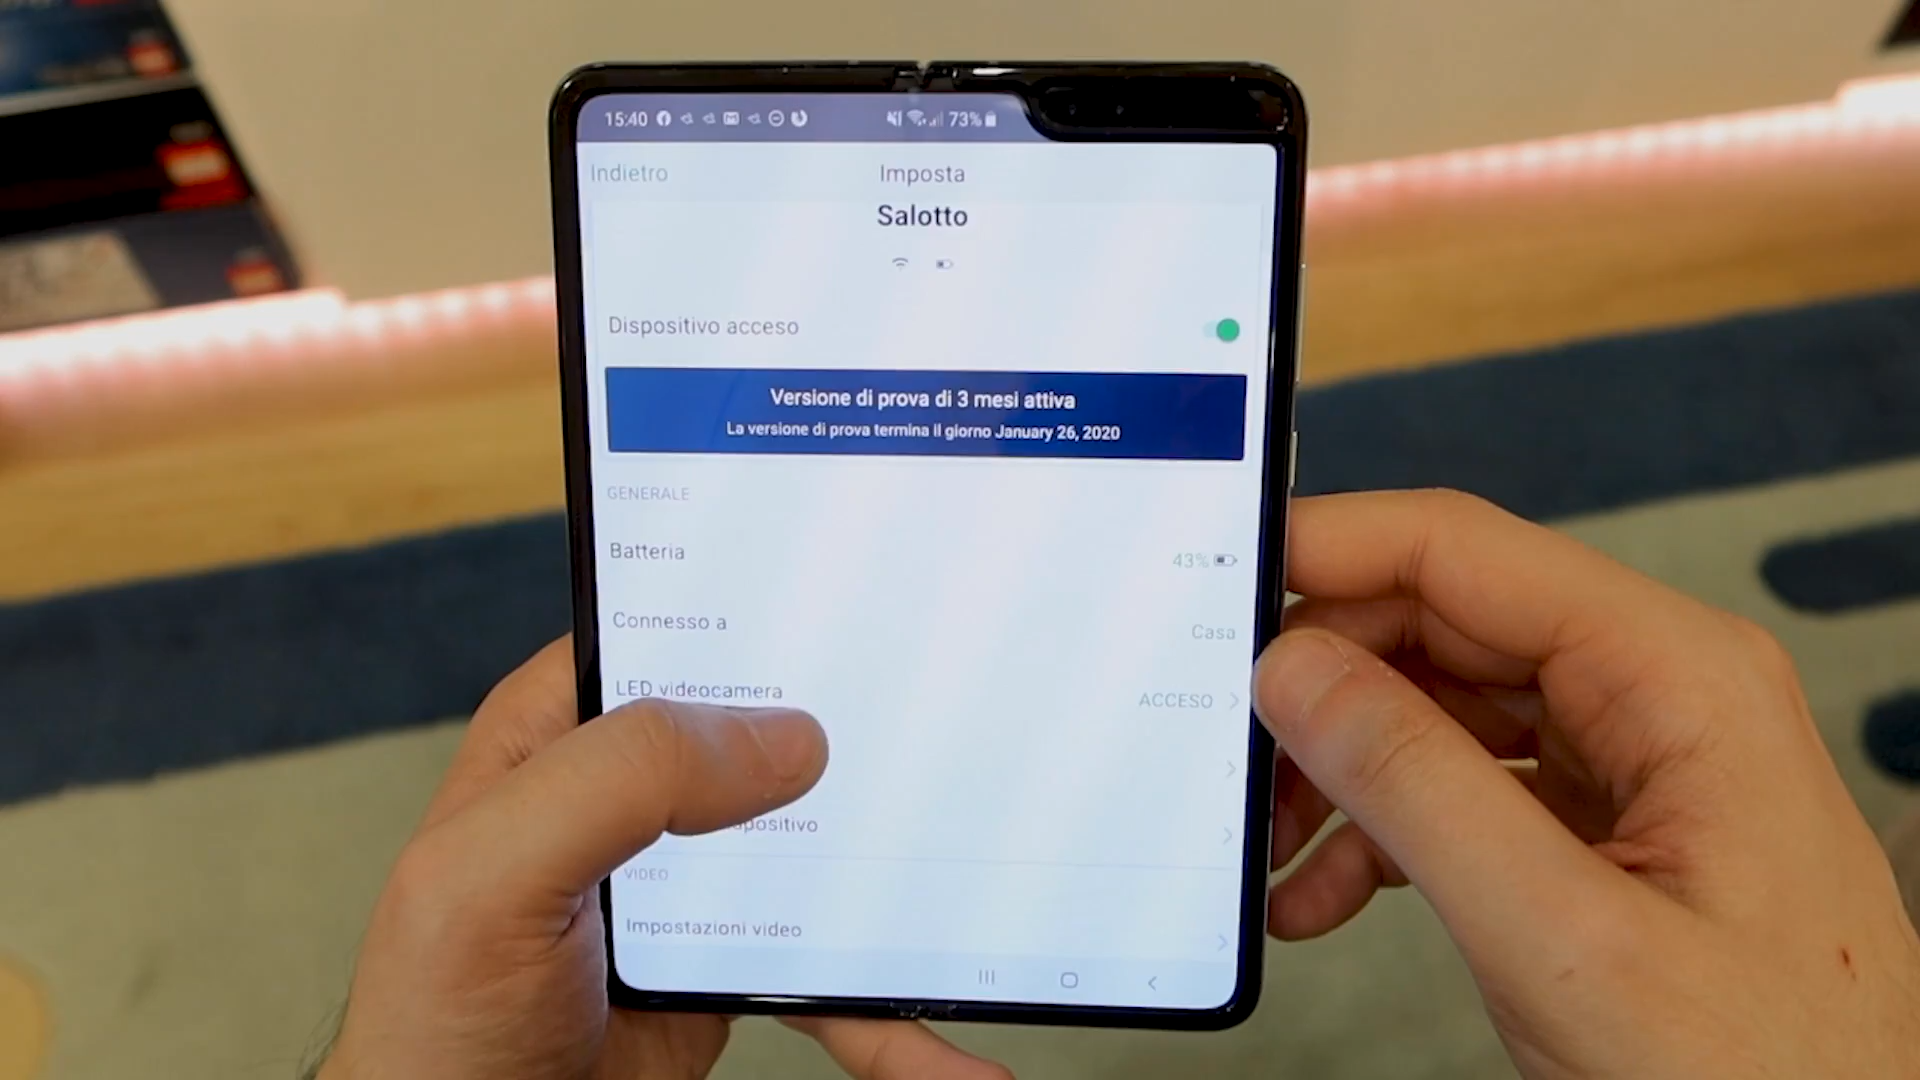 15:40 73%
Indietro Imposta
Salotto
Dispositivo acceso
Versione di prova di 3 mesi attiva
La versione di prova termina il giorno January 26, 2020
GENERALE
Batteria 43%
Connesso a Casa
LED videocamera ACCESO
VIDEO
Impostazioni video